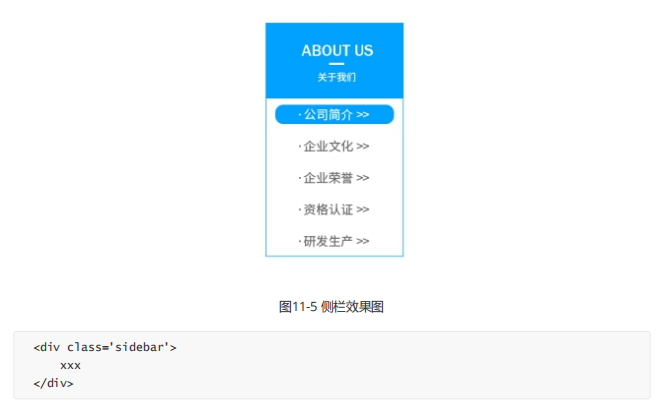 ABOUT US
关于我们
· 公司简介 >>
· 企业文化 >>
· 企业荣誉 >>
· 资格认证 >>
· 研发生产 >>
图11-5 侧栏效果图
<div class='sidebar'>
    xxx
</div>